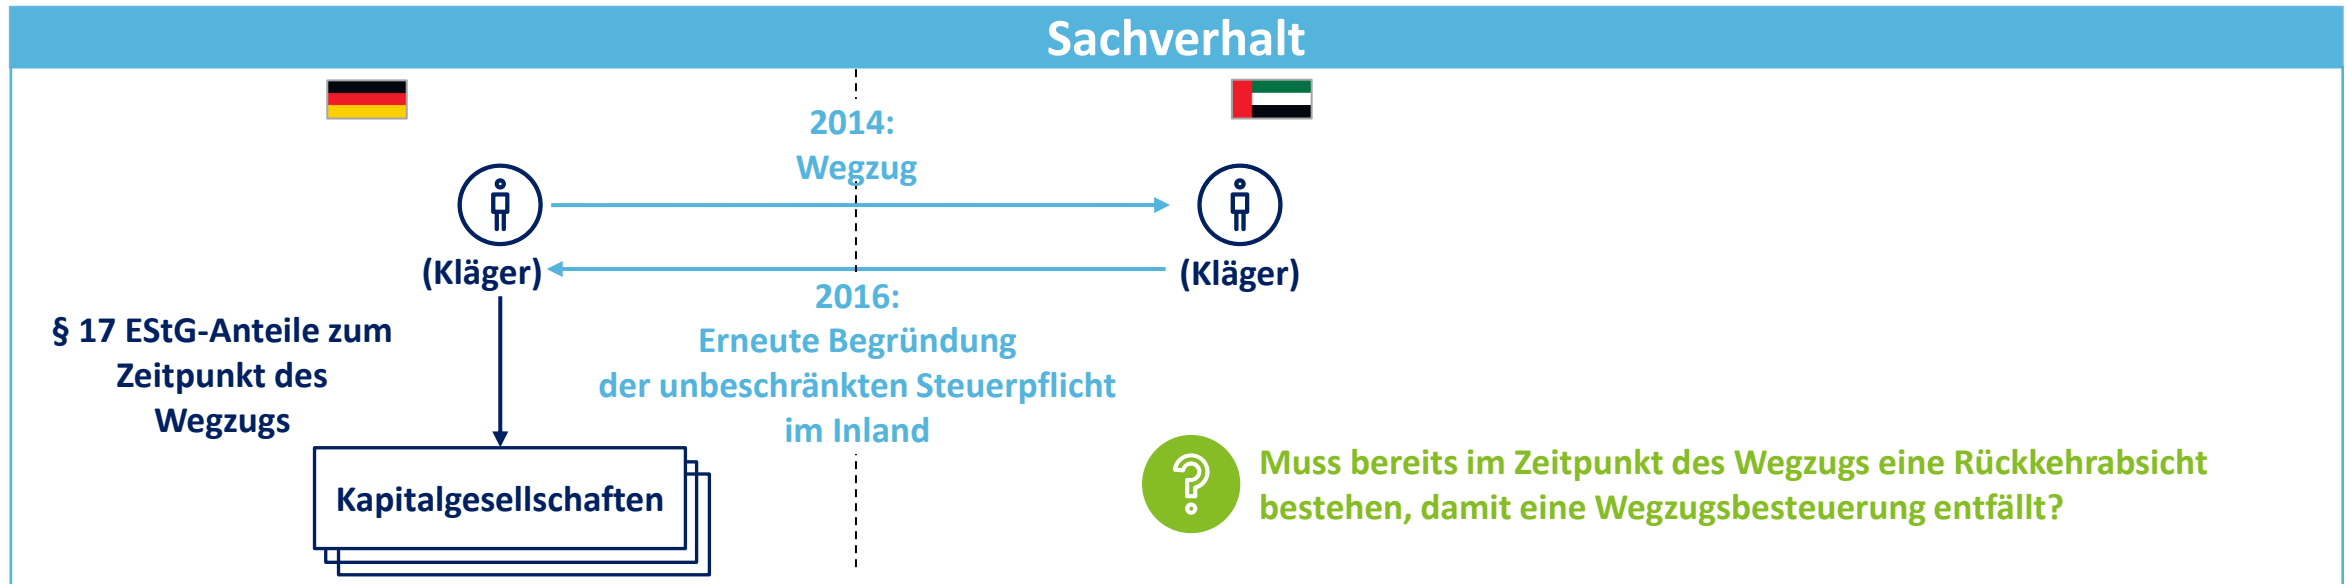 Sachverhalt
2014:
Wegzug
(Kläger)
(Kläger)
2016:
Erneute Begründung
der unbeschränkten Steuerpflicht
im Inland
§ 17 EStG-Anteile zum
Zeitpunkt des
Wegzugs
Kapitalgesellschaften
Muss bereits im Zeitpunkt des Wegzugs eine Rückkehrabsicht
bestehen, damit eine Wegzugsbesteuerung entfällt?